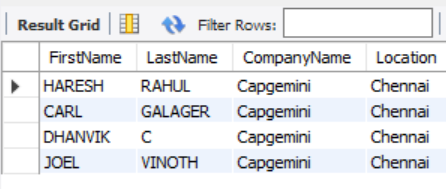 Result Grid Filter Rows:
FirstName LastName CompanyName Location
HARESH RAHUL Capgemini Chennai
CARL GALAGER Capgemini Chennai
DHANVIK C Capgemini Chennai
JOEL VINOTH Capgemini Chennai